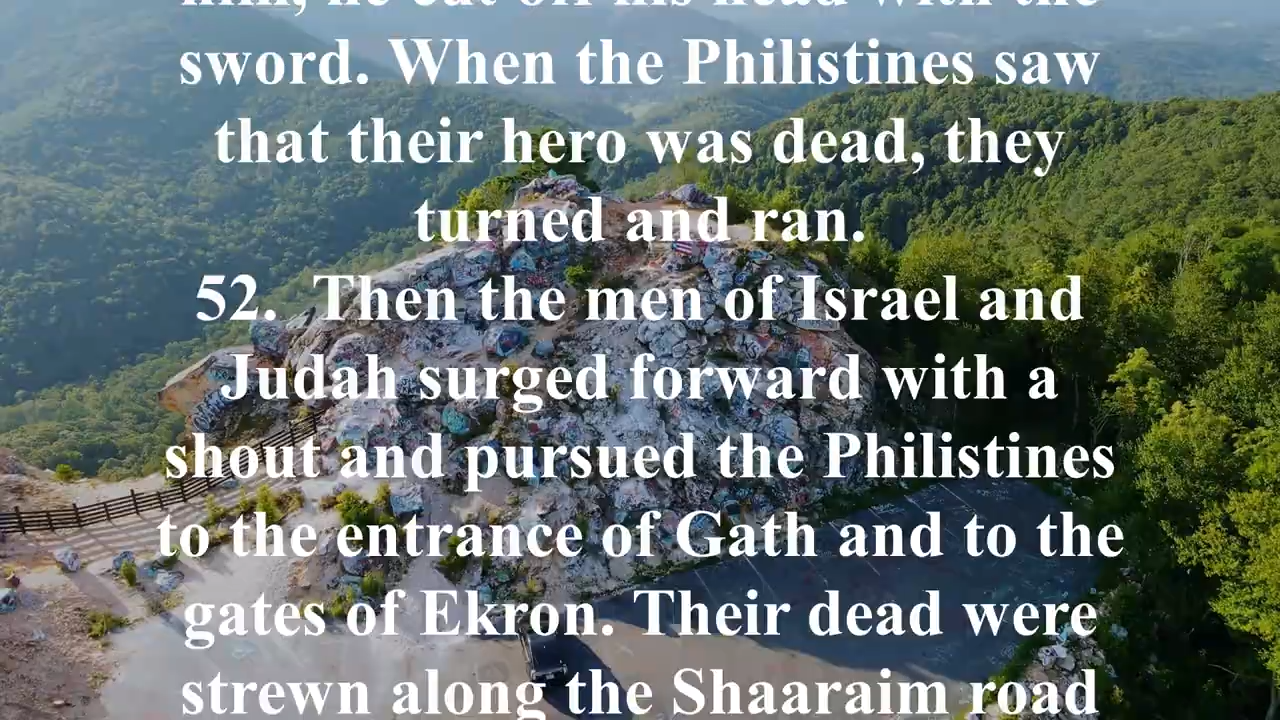 him, he cut off his head with the
sword. When the Philistines saw
that their hero was dead, they
turned and ran.
52. Then the men of Israel and
Judah surged forward with a
shout and pursued the Philistines
to the entrance of Gath and to the
gates of Ekron. Their dead were
strewn along the Shaaraim road